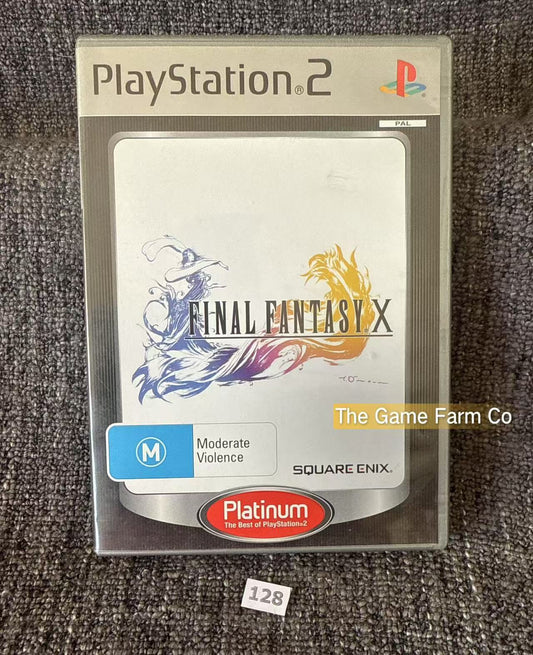 PlayStation®2
PAL
FINAL FANTASY X
The Game Farm Co
M
Moderate
Violence
SQUARE ENIX.
Platinum
The Best of PlayStation®2
128